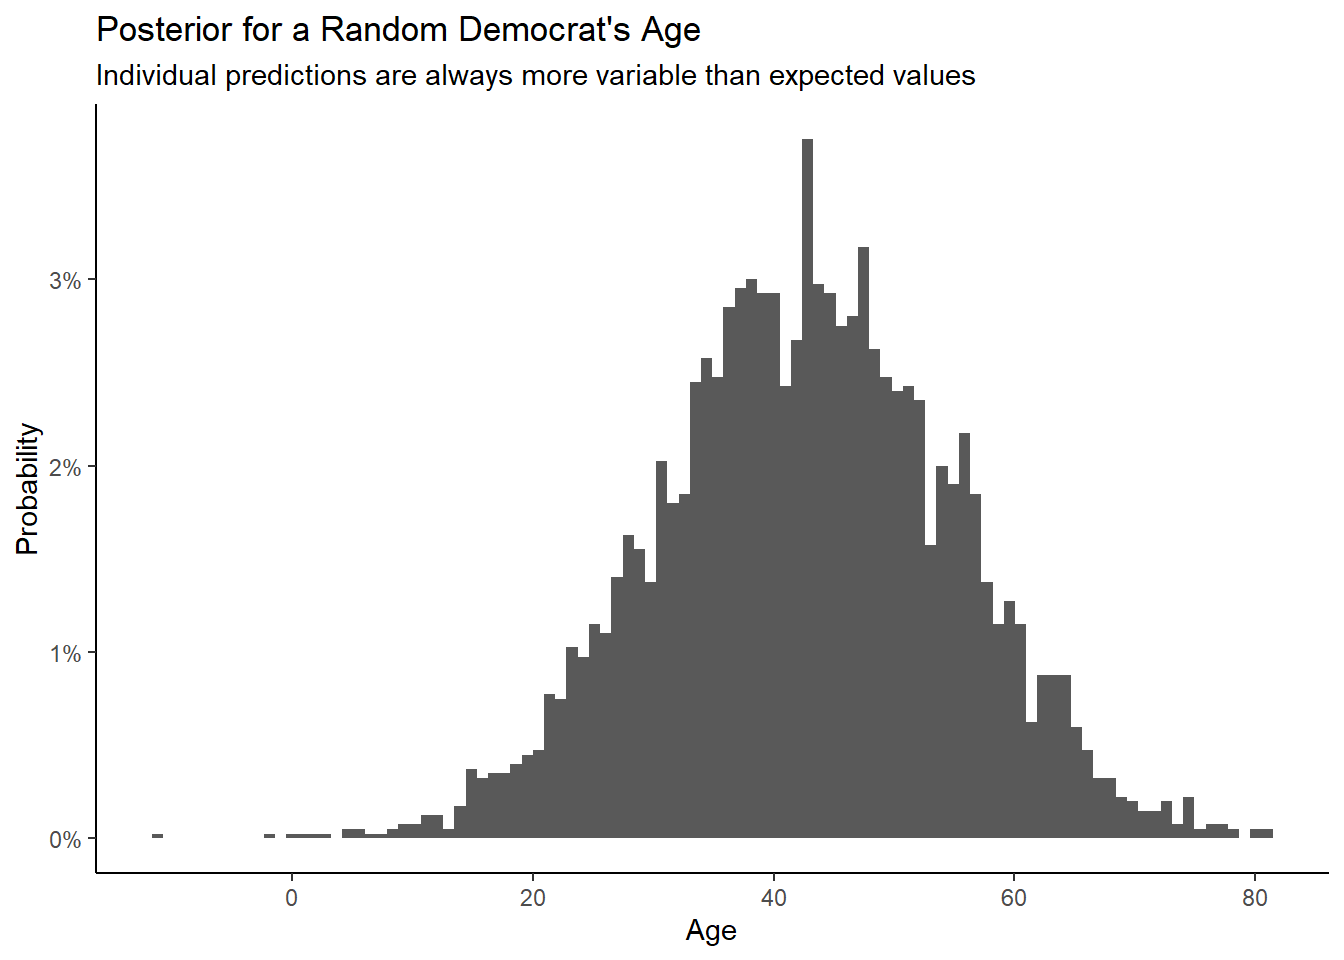 Posterior for a Random Democrat's Age
Individual predictions are always more variable than expected values
Probability
3%
2%
1%
0%
0 20 40 60 80
Age